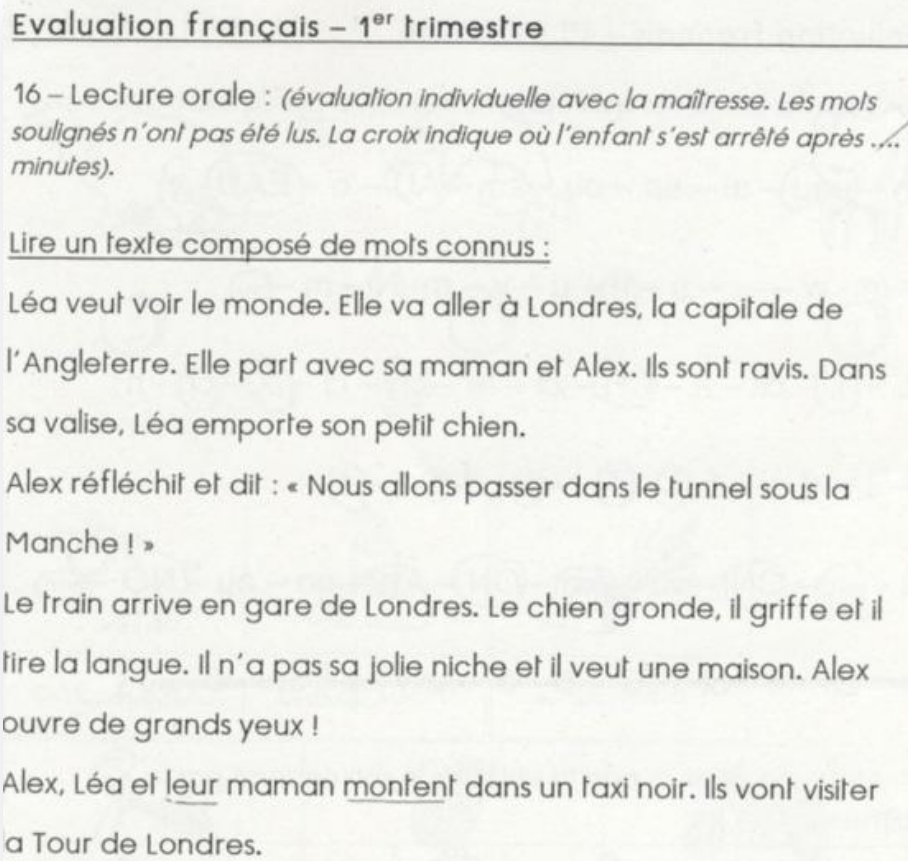 Evaluation français – 1er trimestre
16 – Lecture orale : (évaluation individuelle avec la maîtresse. Les mots
soulignés n'ont pas été lus. La croix indique où l'enfant s'est arrêté après ....
minutes).
Lire un texte composé de mots connus :
Léa veut voir le monde. Elle va aller à Londres, la capitale de
l'Angleterre. Elle part avec sa maman et Alex. Ils sont ravis. Dans
sa valise, Léa emporte son petit chien.
Alex réfléchit et dit : « Nous allons passer dans le tunnel sous la
Manche ! »
Le train arrive en gare de Londres. Le chien gronde, il griffe et il
tire la langue. Il n'a pas sa jolie niche et il veut une maison. Alex
ouvre de grands yeux !
Alex, Léa et leur maman montent dans un taxi noir. Ils vont visiter
la Tour de Londres.